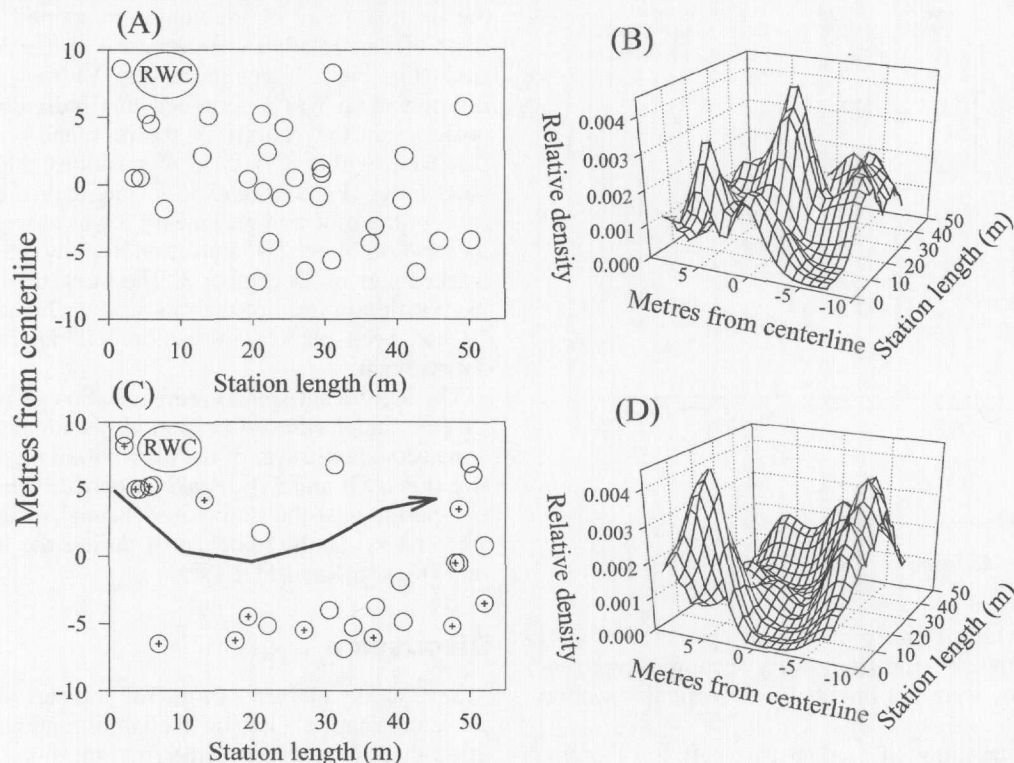 (A)
10
5
0
-5
-10
RWC
0 10 20 30 40 50
Station length (m)
Metres from centerline
(B)
Relative density
0.004
0.003
0.002
0.001
0.000
5 0 -5 -10
Metres from centerline
0 10 20 30 40 50
Station length (m)
(C)
10
5
0
-5
-10
RWC
0 10 20 30 40 50
Station length (m)
(D)
Relative density
0.004
0.003
0.002
0.001
0.000
5 0 -5 -10
Metres from centerline
0 10 20 30 40 50
Station length (m)